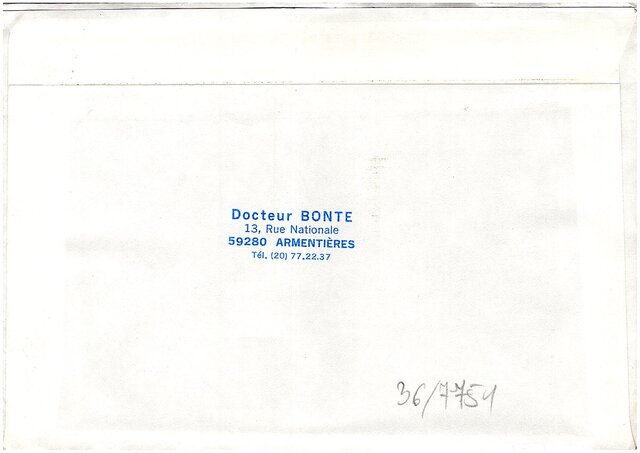 Docteur BONTE
13, Rue Nationale
59280 ARMENTIÈRES
Tél. (20) 77.22.37
36/7751